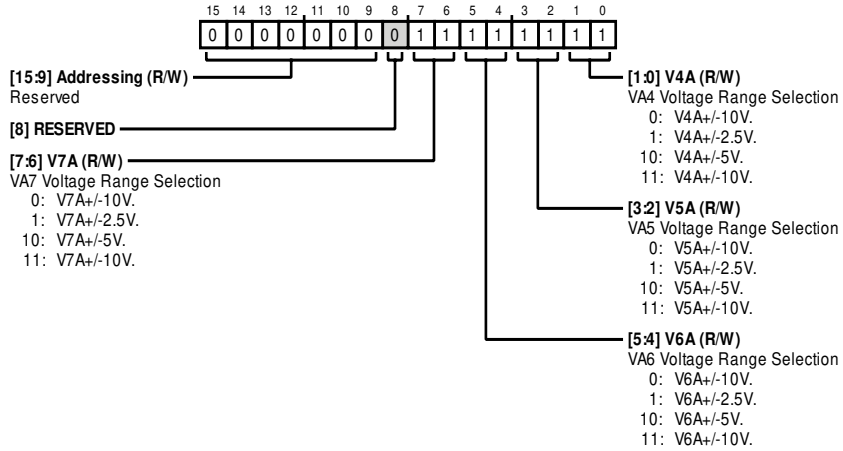 15 14 13 12 11 10 9 8 7 6 5 4 3 2 1 0
0 0 0 0 0 0 0 0 1 1 1 1 1 1 1 1
[15:9] Addressing (R/W)
Reserved
[8] RESERVED
[7:6] V7A (R/W)
VA7 Voltage Range Selection
0: V7A+/-10V.
1: V7A+/-2.5V.
10: V7A+/-5V.
11: V7A+/-10V.
[1:0] V4A (R/W)
VA4 Voltage Range Selection
0: V4A+/-10V.
1: V4A+/-2.5V.
10: V4A+/-5V.
11: V4A+/-10V.
[3:2] V5A (R/W)
VA5 Voltage Range Selection
0: V5A+/-10V.
1: V5A+/-2.5V.
10: V5A+/-5V.
11: V5A+/-10V.
[5:4] V6A (R/W)
VA6 Voltage Range Selection
0: V6A+/-10V.
1: V6A+/-2.5V.
10: V6A+/-5V.
11: V6A+/-10V.